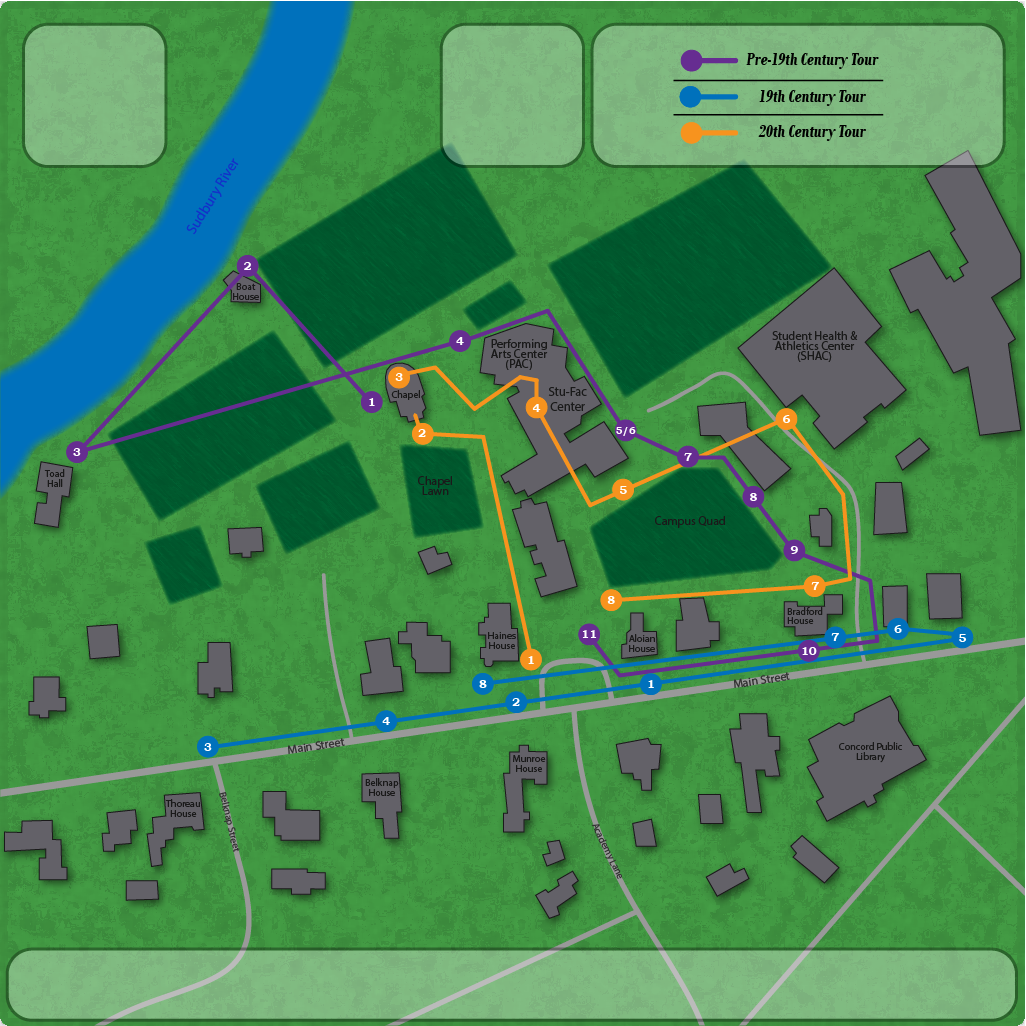 Pre-19th Century Tour
19th Century Tour
20th Century Tour
Sudbury River
2
Boat
House
4
Performing
Arts Center
(PAC)
Student Health &
Athletics Center
(SHAC)
3
Chapel
1
Stu-Fac
Center
4
6
2
5/6
3
7
Toad
Hall
Chapel
Lawn
5
8
Campus Quad
9
7
8
Bradford
House
11
Haines
House
Aloian
House
7
6
5
10
1
8
1
Main Street
2
4
3
Main Street
Munroe
House
Concord Public
Library
Belknap
House
Thoreau
House
Belknap Street
Academy Lane